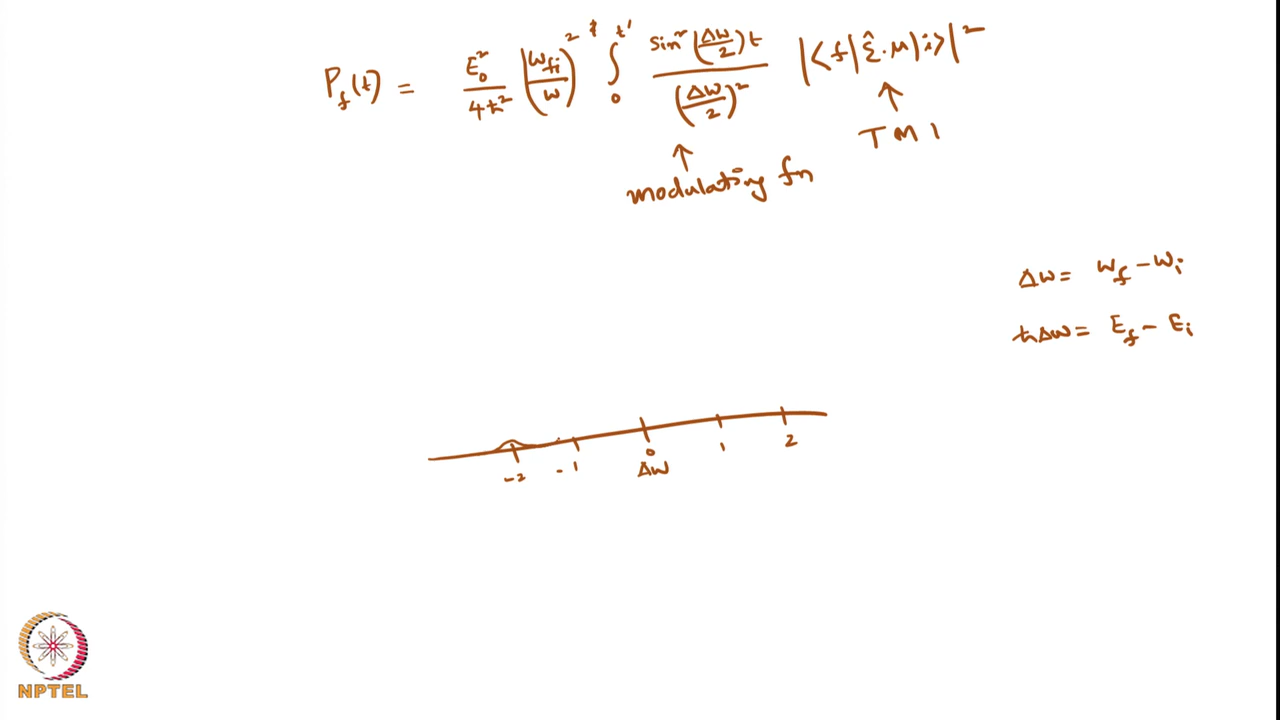 P_f(t) = E_0^2/4ħ^2 (ω_fi/ω)^2 ∫_0^t' sin^2(Δω/2)t/(Δω/2)^2 |<f|ε̂.μ|i>|^2
↑ modulating fn
↑ TMI
Δω = ω_f - ω_i
ħΔω = E_f - E_i
-2 -1 0 1 2
Δω
NPTEL